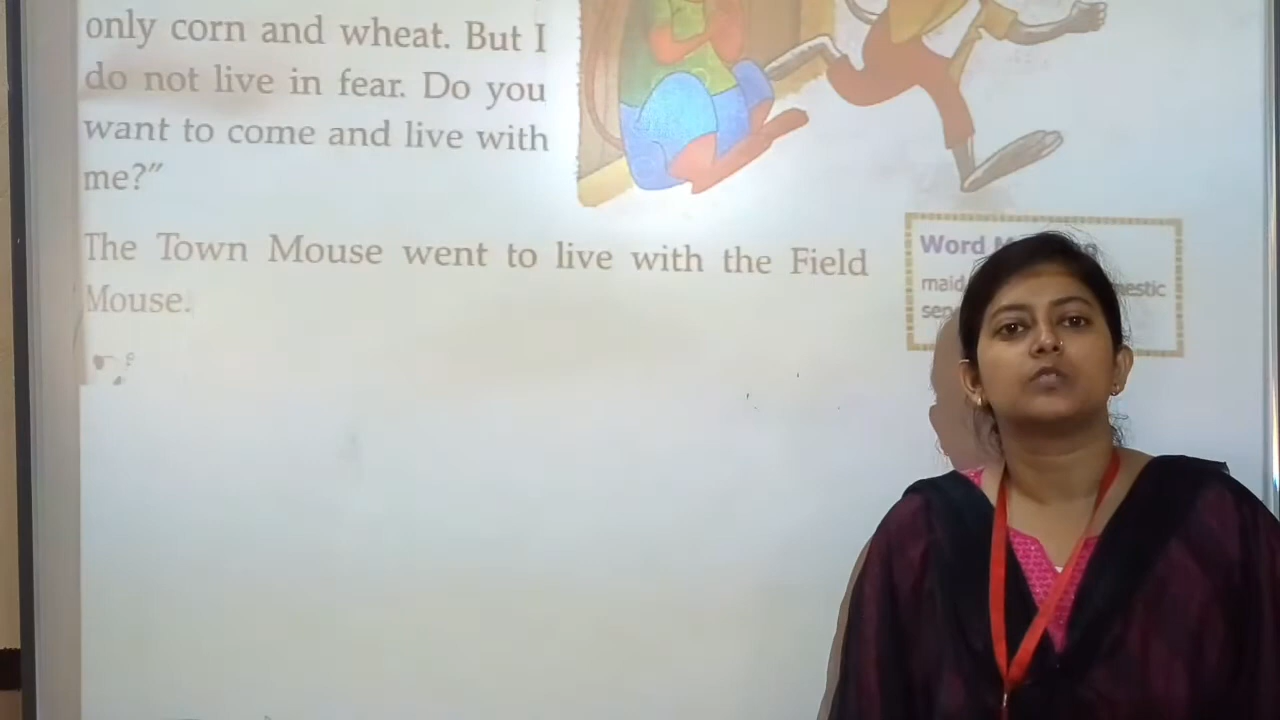 only corn and wheat. But I
do not live in fear. Do you
want to come and live with
me?”
The Town Mouse went to live with the Field
Mouse.
Word
maid